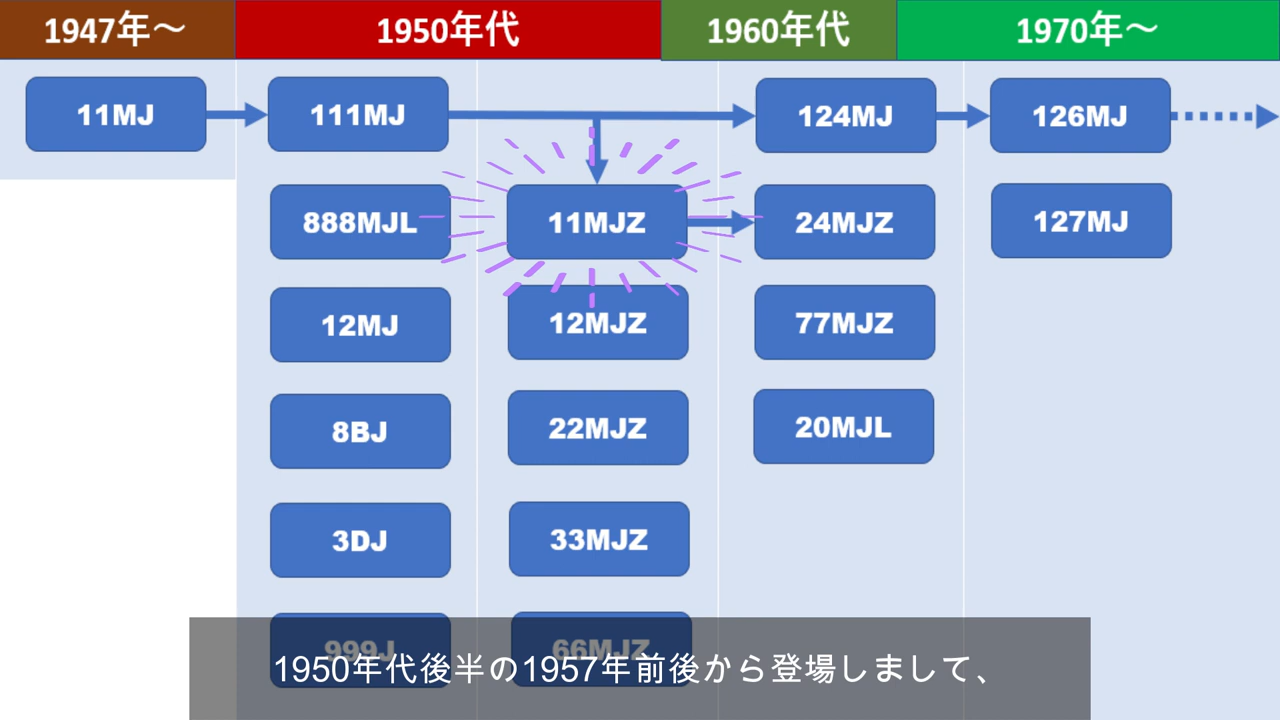 1947年～ 1950年代 1960年代 1970年～
11MJ 111MJ 124MJ 126MJ
888MJL 11MJZ 24MJZ 127MJ
12MJ 12MJZ 77MJZ
8BJ 22MJZ 20MJL
3DJ 33MJZ
999J 66MJZ
1950年代後半の1957年前後から登場しまして、